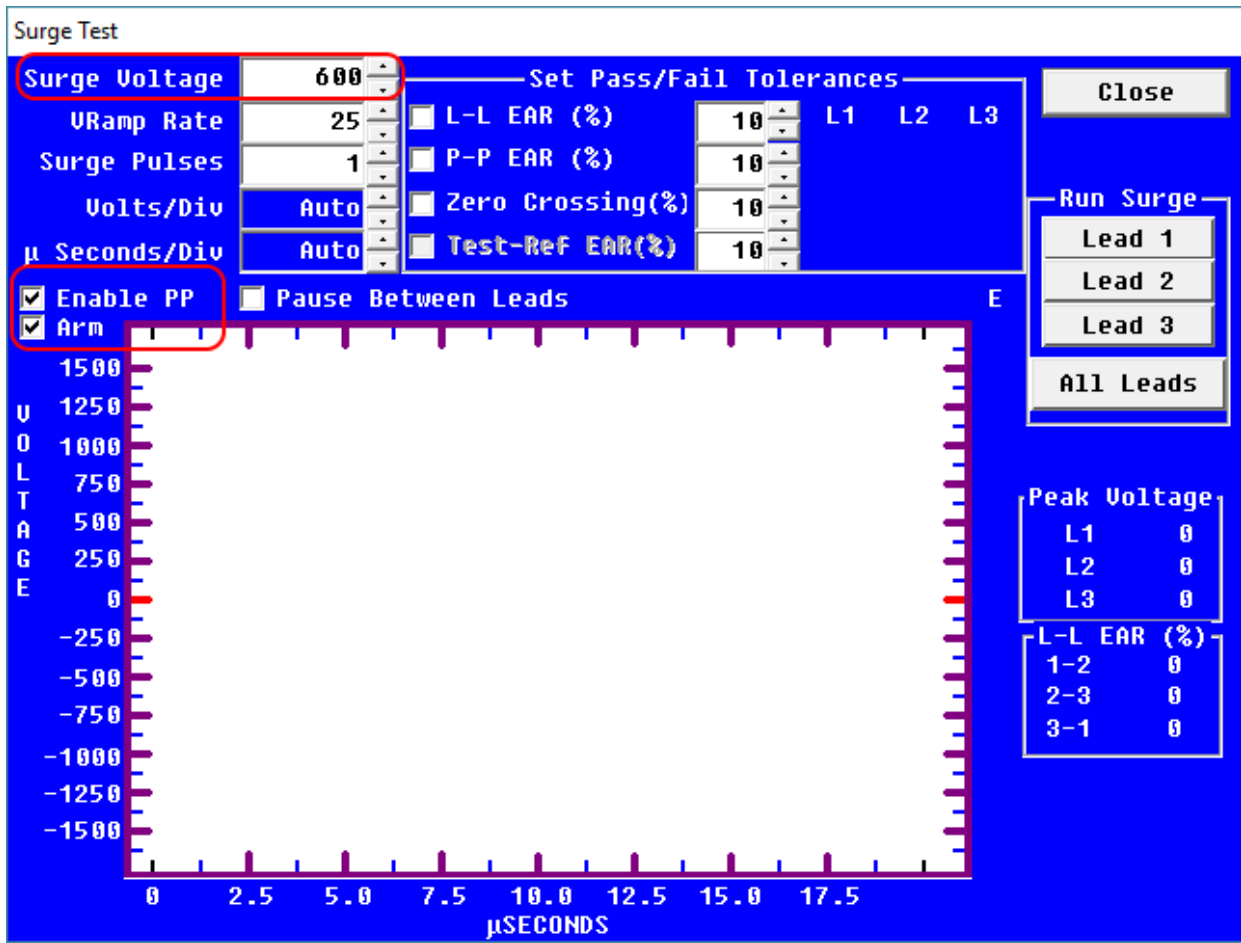 Surge Test
Surge Voltage 600
VRamp Rate 25
Surge Pulses 1
Volts/Div Auto
µ Seconds/Div Auto
Set Pass/Fail Tolerances
L-L EAR (%) 10 L1 L2 L3
P-P EAR (%) 10
Zero Crossing(%) 10
Test-Ref EAR(%) 10
Close
Run Surge
Lead 1
Lead 2
Lead 3
All Leads
Enable PP Pause Between Leads E
Arm
VOLTAGE
1500
1250
1000
750
500
250
0
-250
-500
-750
-1000
-1250
-1500
0 2.5 5.0 7.5 10.0 12.5 15.0 17.5
µSECONDS
Peak Voltage
L1 0
L2 0
L3 0
L-L EAR (%)
1-2 0
2-3 0
3-1 0